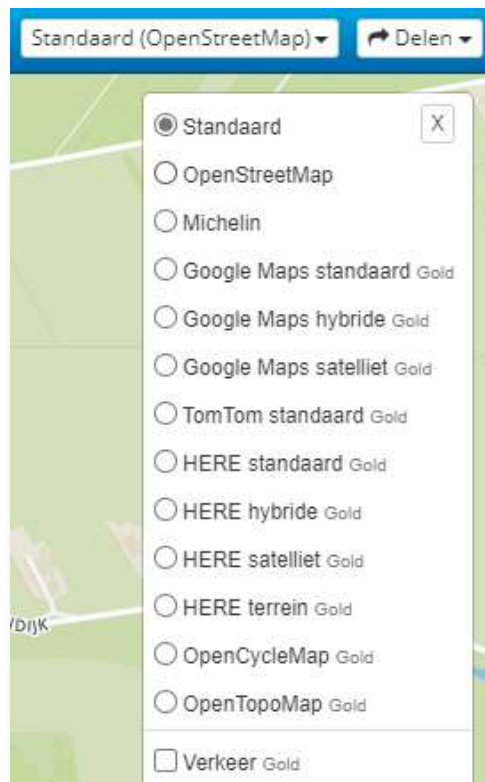 Standaard (OpenStreetMap)
Delen
Standaard
X
OpenStreetMap
Michelin
Google Maps standaard Gold
Google Maps hybride Gold
Google Maps satelliet Gold
TomTom standaard Gold
HERE standaard Gold
HERE hybride Gold
HERE satelliet Gold
HERE terrein Gold
DIJK
OpenCycleMap Gold
OpenTopoMap Gold
Verkeer Gold